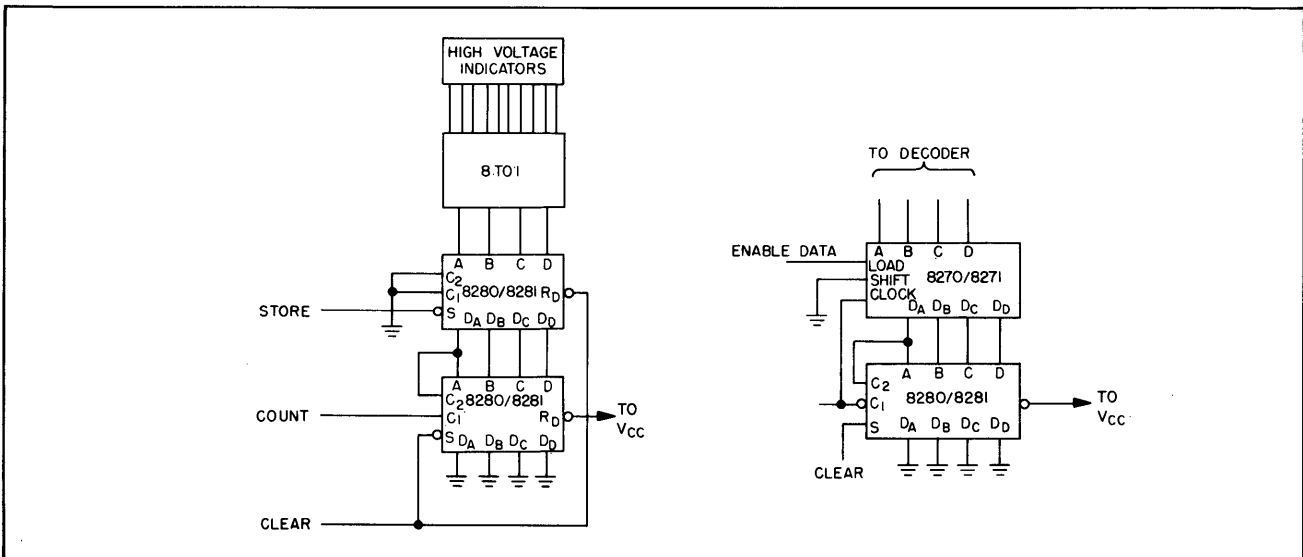 HIGH VOLTAGE
INDICATORS
8 TO 1
A B C D
C2
C1 8280/8281 RD
STORE
S DA DB DC DD
A B C D
C2 8280/8281
COUNT
C1 RD TO
VCC
S DA DB DC DD
CLEAR
TO DECODER
ENABLE DATA
A B C D
LOAD
SHIFT 8270/8271
CLOCK
DA DB DC DD
A B C D
C2
C1 8280/8281
TO
VCC
S DA DB DC DD
CLEAR